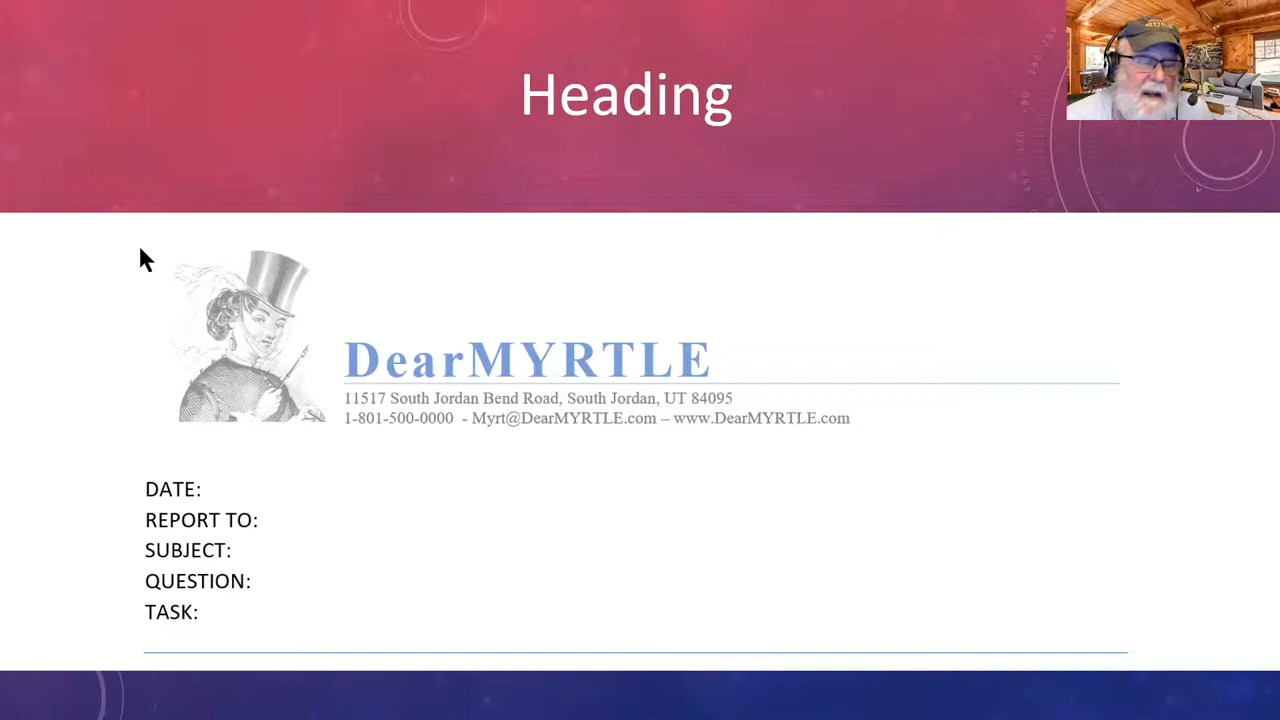 Heading
DearMYRTLE
11517 South Jordan Bend Road, South Jordan, UT 84095
1-801-500-0000 - Myrt@DearMYRTLE.com – www.DearMYRTLE.com
DATE:
REPORT TO:
SUBJECT:
QUESTION:
TASK: